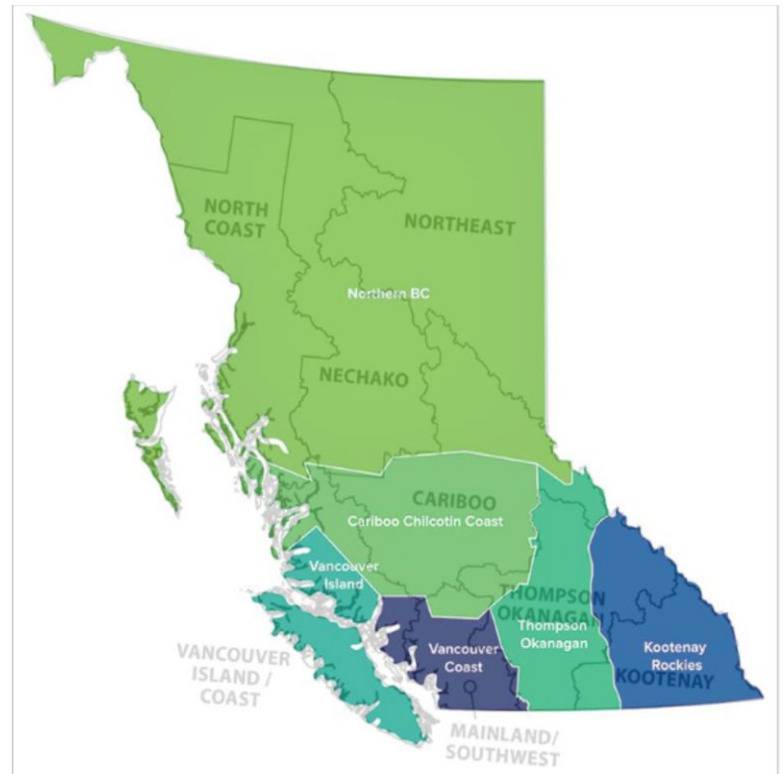 NORTH
COAST
NORTHEAST
Northern BC
NECHAKO
CARIBOO
Cariboo Chilcotin Coast
Vancouver
Island
THOMPSON
OKANAGAN
Thompson
Okanagan
Vancouver
Coast
Kootenay
Rockies
KOOTENAY
VANCOUVER
ISLAND /
COAST
MAINLAND/
SOUTHWEST